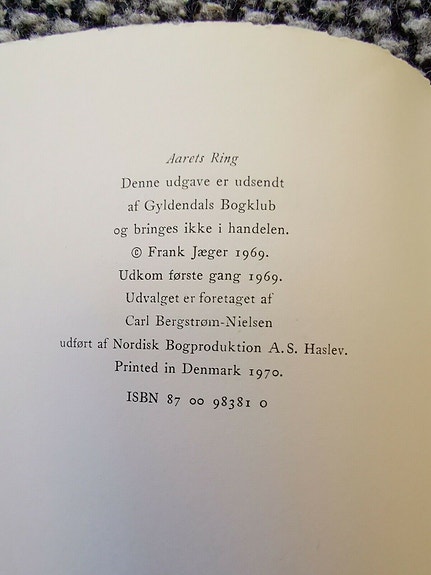 Aarets Ring
Denne udgave er udsendt
af Gyldendals Bogklub
og bringes ikke i handelen.
© Frank Jæger 1969.
Udkom første gang 1969.
Udvalget er foretaget af
Carl Bergstrøm-Nielsen
udført af Nordisk Bogproduktion A.S. Haslev.
Printed in Denmark 1970.
ISBN 87 00 98381 0